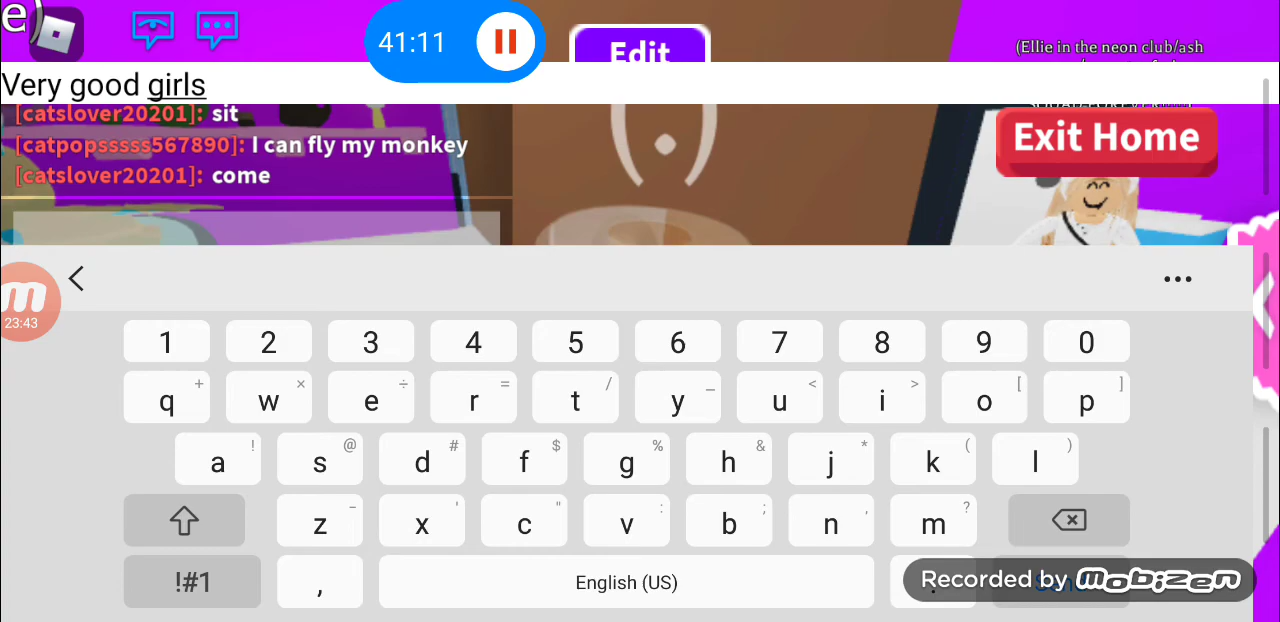 e)
41:11
Edit
(Ellie in the neon club/ash
Very good girls
[catslover20201]: sit
[catpopsssss567890]: I can fly my monkey
[catslover20201]: come
Exit Home
23:43
1 2 3 4 5 6 7 8 9 0
+ × ÷ = / _ < > [ ]
q w e r t y u i o p
! @ # $ % & * ( )
a s d f g h j k l
- ' " : ; , ?
z x c v b n m
!#1 , English (US) .
Recorded by mobizen